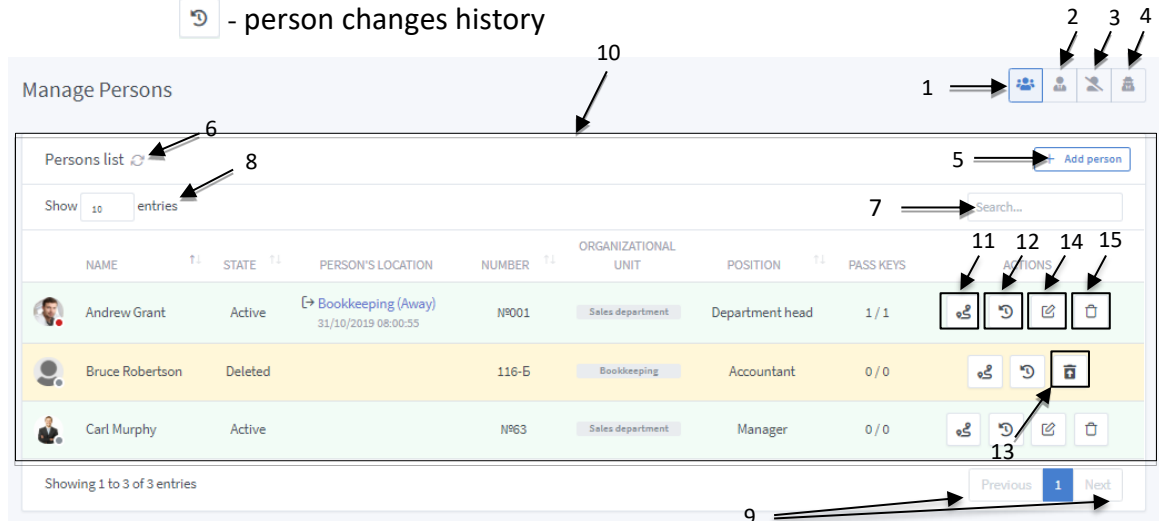 - person changes history
2 3 4
10
Manage Persons
1
6
Persons list
8
5
+ Add person
Show 10 entries
7
Search...
11 12 14 15
NAME STATE PERSON'S LOCATION NUMBER ORGANIZATIONAL UNIT POSITION PASS KEYS ACTIONS
Andrew Grant Active Bookkeeping (Away) №001 Sales department Department head 1 / 1
31/10/2019 08:00:55
Bruce Robertson Deleted 116-Б Bookkeeping Accountant 0 / 0
Carl Murphy Active №63 Sales department Manager 0 / 0
13
Showing 1 to 3 of 3 entries
Previous 1 Next
9